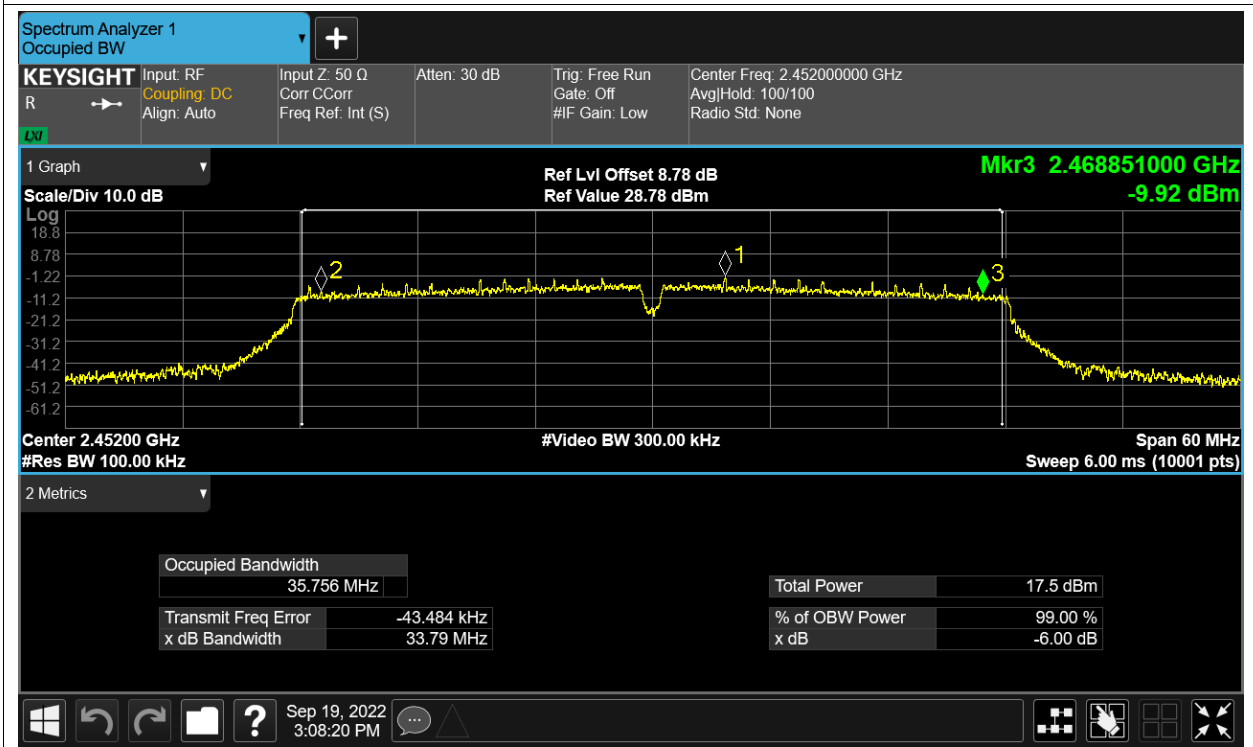 Spectrum Analyzer 1
Occupied BW
KEYSIGHT
R
LXI
Input: RF
Coupling: DC
Align: Auto
Input Z: 50 Ω
Corr CCorr
Freq Ref: Int (S)
Atten: 30 dB
Trig: Free Run
Gate: Off
#IF Gain: Low
Center Freq: 2.452000000 GHz
Avg|Hold: 100/100
Radio Std: None
1 Graph
Scale/Div 10.0 dB
Ref Lvl Offset 8.78 dB
Ref Value 28.78 dBm
Mkr3 2.468851000 GHz
-9.92 dBm
Log
18.8
8.78
-1.22
-11.2
-21.2
-31.2
-41.2
-51.2
-61.2
2
1
3
Center 2.45200 GHz
#Video BW 300.00 kHz
Span 60 MHz
#Res BW 100.00 kHz
Sweep 6.00 ms (10001 pts)
2 Metrics
Occupied Bandwidth
35.756 MHz
Total Power 17.5 dBm
Transmit Freq Error -43.484 kHz
% of OBW Power 99.00 %
x dB Bandwidth 33.79 MHz
x dB -6.00 dB
?
Sep 19, 2022
3:08:20 PM